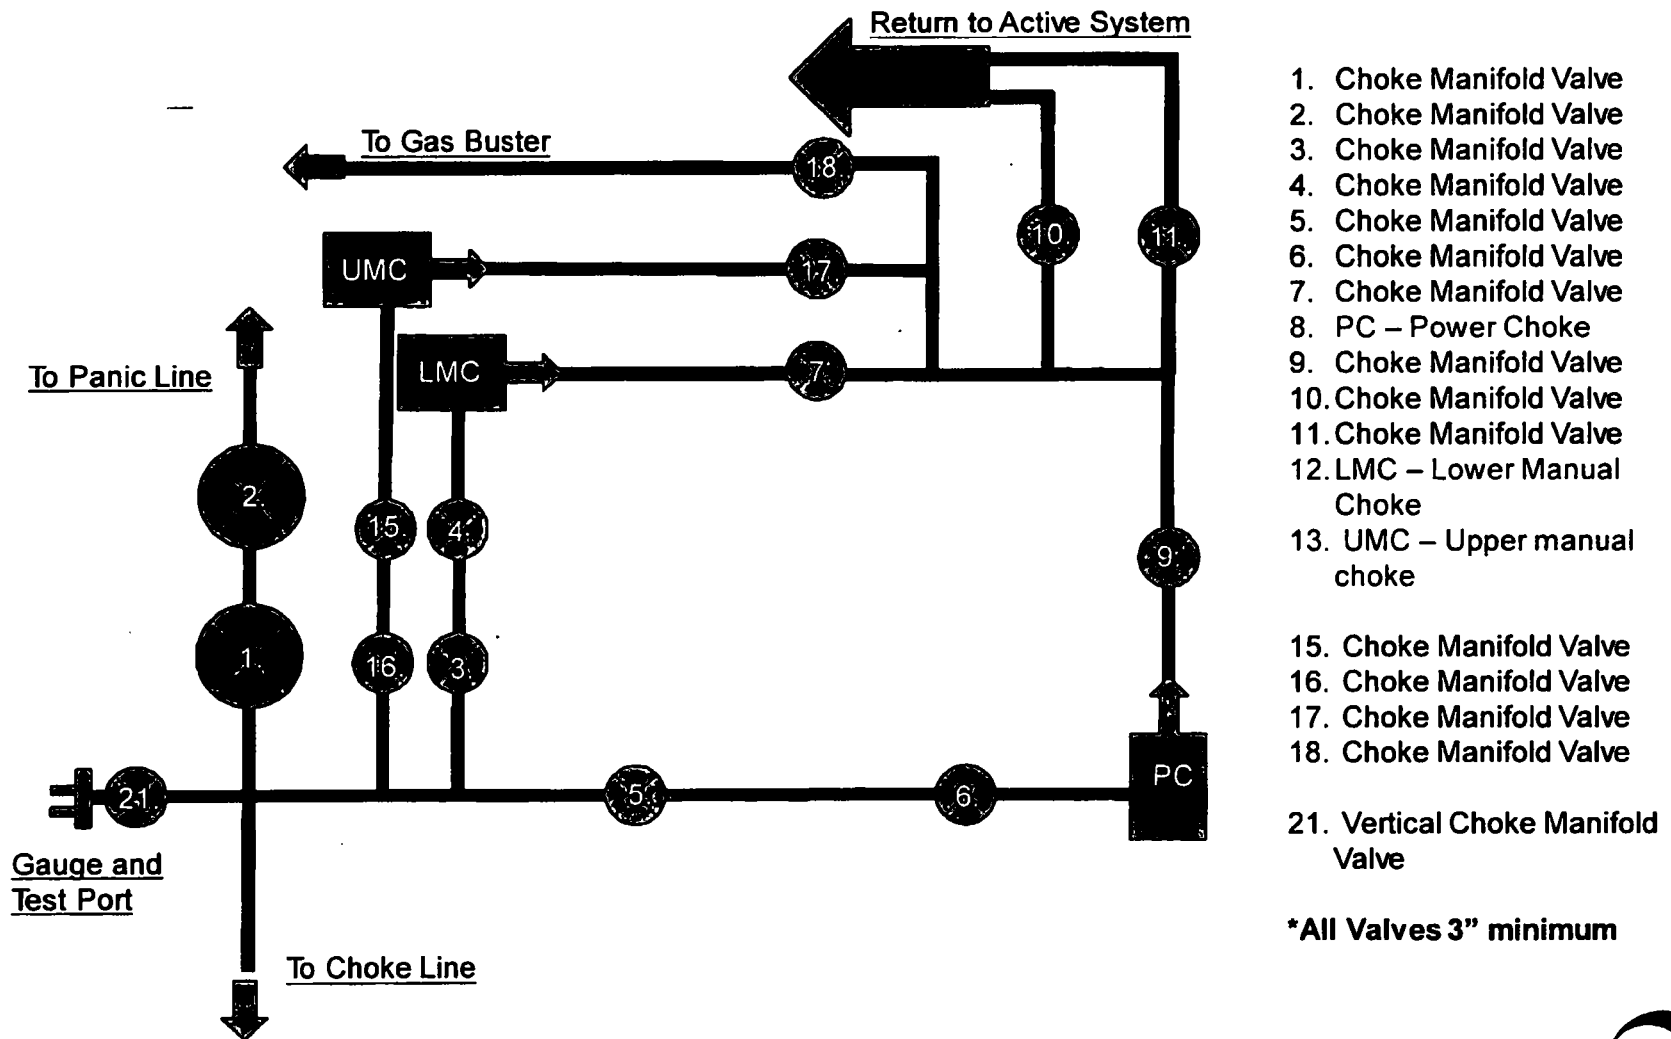 Return to Active System
To Gas Buster
18
10
11
UMC
17
To Panic Line
LMC
7
2
15
4
9
1
16
3
21
5
6
PC
Gauge and
Test Port
To Choke Line
1. Choke Manifold Valve
2. Choke Manifold Valve
3. Choke Manifold Valve
4. Choke Manifold Valve
5. Choke Manifold Valve
6. Choke Manifold Valve
7. Choke Manifold Valve
8. PC – Power Choke
9. Choke Manifold Valve
10. Choke Manifold Valve
11. Choke Manifold Valve
12. LMC – Lower Manual
Choke
13. UMC – Upper manual
choke
15. Choke Manifold Valve
16. Choke Manifold Valve
17. Choke Manifold Valve
18. Choke Manifold Valve
21. Vertical Choke Manifold
Valve
*All Valves 3" minimum